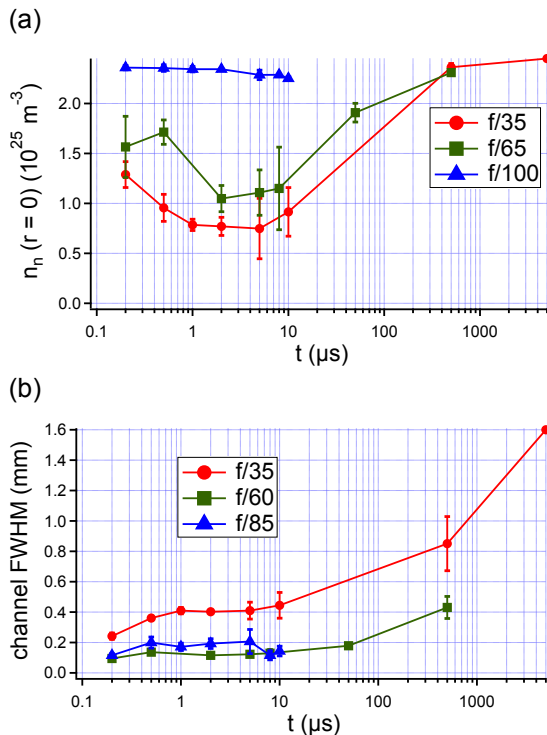 (a)
n_n (r = 0) (10^25 m^-3)
2.0
1.5
1.0
0.5
0.0
f/35
f/65
f/100
0.1 1 10 100 1000
t (µs)
(b)
channel FWHM (mm)
1.6
1.4
1.2
1.0
0.8
0.6
0.4
0.2
0.0
f/35
f/60
f/85
0.1 1 10 100 1000
t (µs)